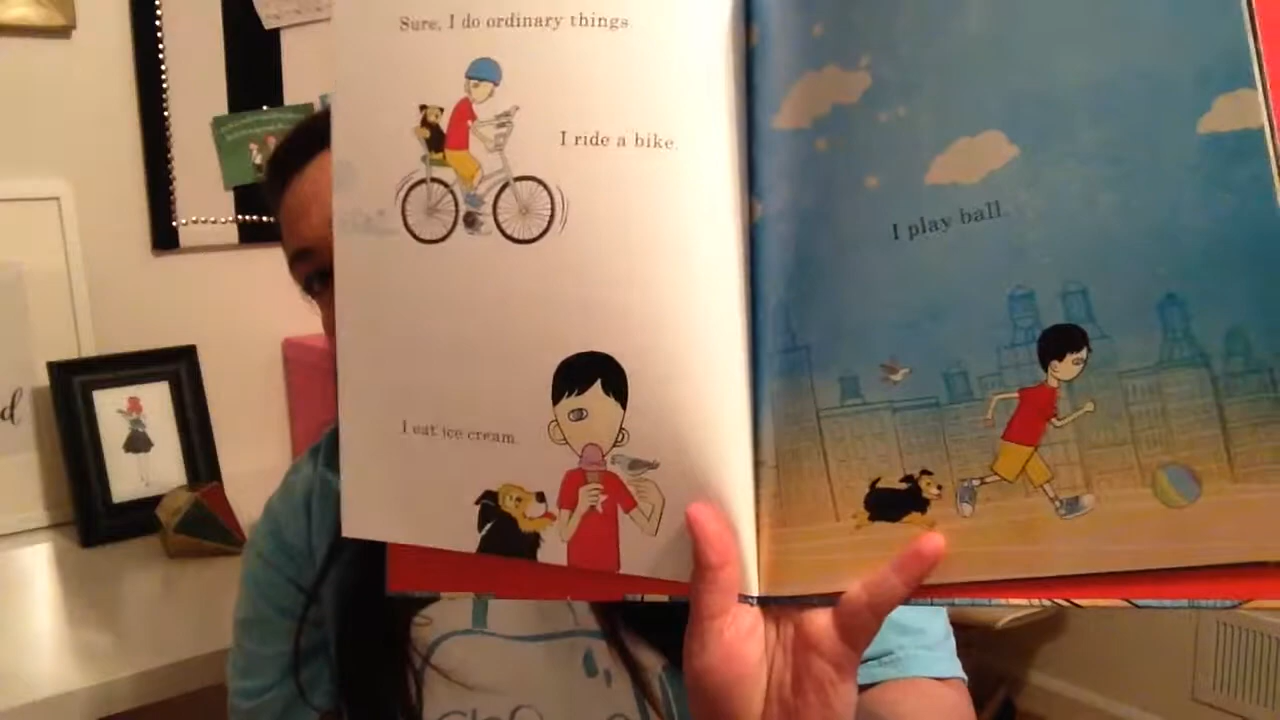 Sure, I do ordinary things.
I ride a bike.
I eat ice cream.
I play ball.